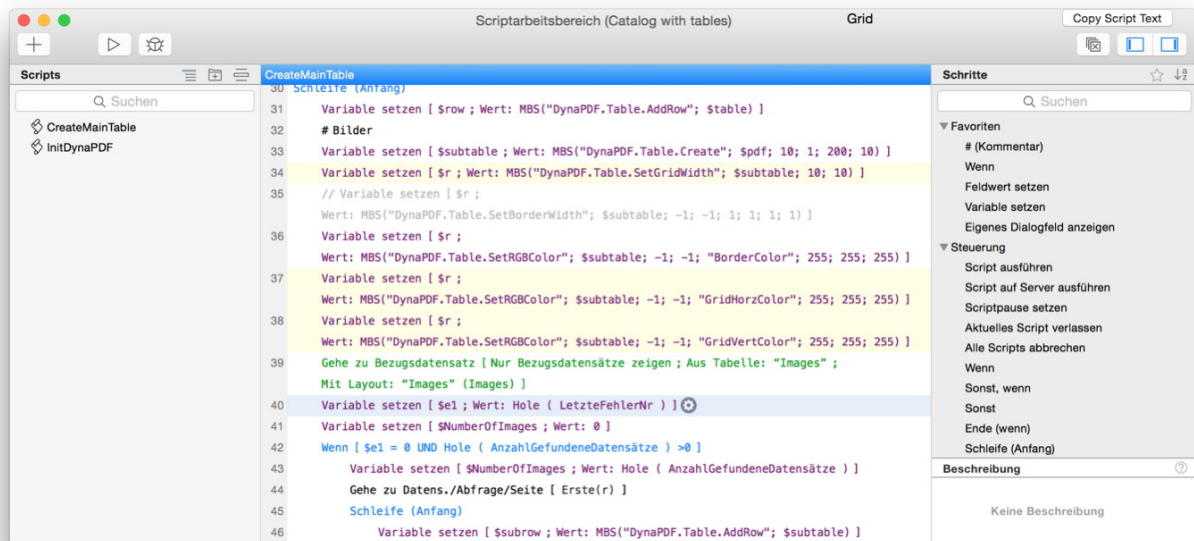 Scriptarbeitsbereich (Catalog with tables)
Grid
Copy Script Text
Scripts
CreateMainTable
Schritte
Suchen
CreateMainTable
InitDynaPDF
30 Schleife (Anfang)
31 Variable setzen [ $row ; Wert: MBS("DynaPDF.Table.AddRow"; $table) ]
32 # Bilder
33 Variable setzen [ $subtable ; Wert: MBS("DynaPDF.Table.Create"; $pdf; 10; 1; 200; 10) ]
34 Variable setzen [ $r ; Wert: MBS("DynaPDF.Table.SetGridWidth"; $subtable; 10; 10) ]
35 // Variable setzen [ $r ;
Wert: MBS("DynaPDF.Table.SetBorderWidth"; $subtable; -1; -1; 1; 1; 1; 1) ]
36 Variable setzen [ $r ;
Wert: MBS("DynaPDF.Table.SetRGBColor"; $subtable; -1; -1; "BorderColor"; 255; 255; 255) ]
37 Variable setzen [ $r ;
Wert: MBS("DynaPDF.Table.SetRGBColor"; $subtable; -1; -1; "GridHorzColor"; 255; 255; 255) ]
38 Variable setzen [ $r ;
Wert: MBS("DynaPDF.Table.SetRGBColor"; $subtable; -1; -1; "GridVertColor"; 255; 255; 255) ]
39 Gehe zu Bezugsdatensatz [ Nur Bezugsdatensätze zeigen ; Aus Tabelle: “Images” ;
Mit Layout: “Images” (Images) ]
40 Variable setzen [ $e1 ; Wert: Hole ( LetzteFehlerNr ) ]
41 Variable setzen [ $NumberOfImages ; Wert: 0 ]
42 Wenn [ $e1 = 0 UND Hole ( AnzahlGefundeneDatensätze ) >0 ]
43 Variable setzen [ $NumberOfImages ; Wert: Hole ( AnzahlGefundeneDatensätze ) ]
44 Gehe zu Datens./Abfrage/Seite [ Erste(r) ]
45 Schleife (Anfang)
46 Variable setzen [ $subrow ; Wert: MBS("DynaPDF.Table.AddRow"; $subtable) ]
Suchen
Favoriten
# (Kommentar)
Wenn
Feldwert setzen
Variable setzen
Eigenes Dialogfeld anzeigen
Steuerung
Script ausführen
Script auf Server ausführen
Scriptpause setzen
Aktuelles Script verlassen
Alle Scripts abbrechen
Wenn
Sonst, wenn
Sonst
Ende (wenn)
Schleife (Anfang)
Beschreibung
Keine Beschreibung